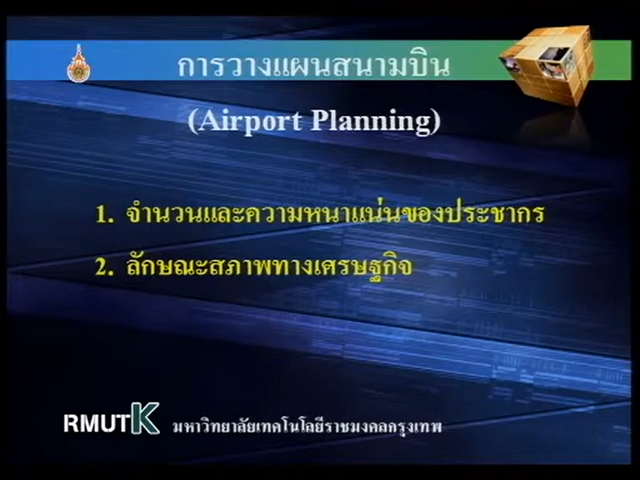 การวางแผนสนามบิน
(Airport Planning)
1. จำนวนและความหนาแน่นของประชากร
2. ลักษณะสภาพทางเศรษฐกิจ
RMUTK มหาวิทยาลัยเทคโนโลยีราชมงคลกรุงเทพ